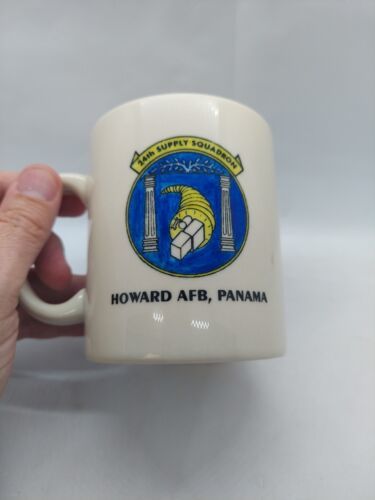 24th SUPPLY SQUADRON
HOWARD AFB, PANAMA